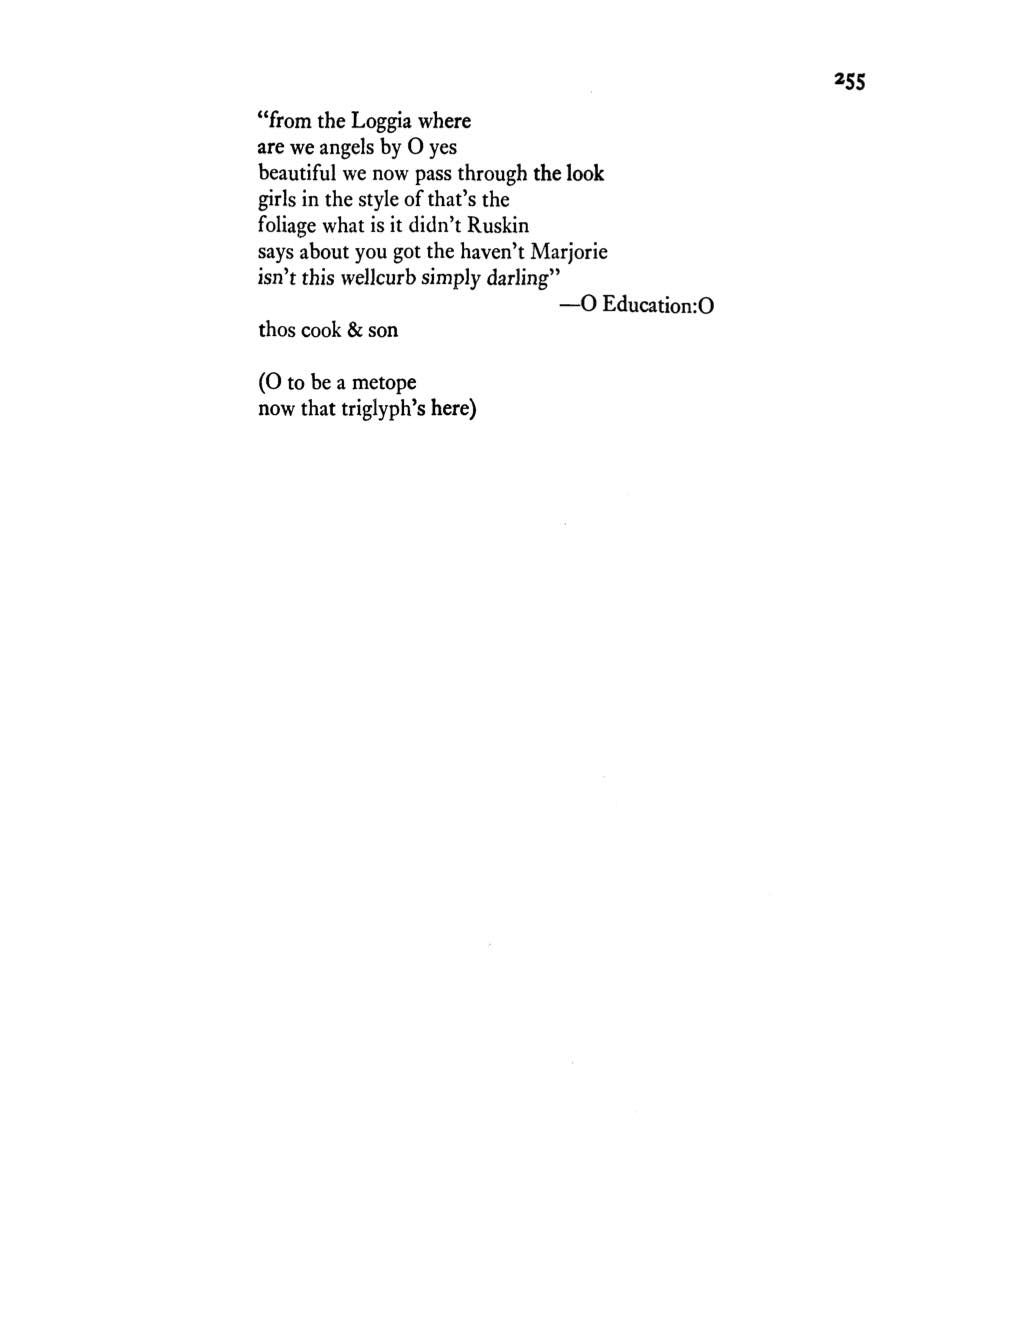 255
“from the Loggia where
are we angels by O yes
beautiful we now pass through the look
girls in the style of that’s the
foliage what is it didn’t Ruskin
says about you got the haven’t Marjorie
isn’t this wellcurb simply darling”
—O Education:O
thos cook & son
(O to be a metope
now that triglyph’s here)